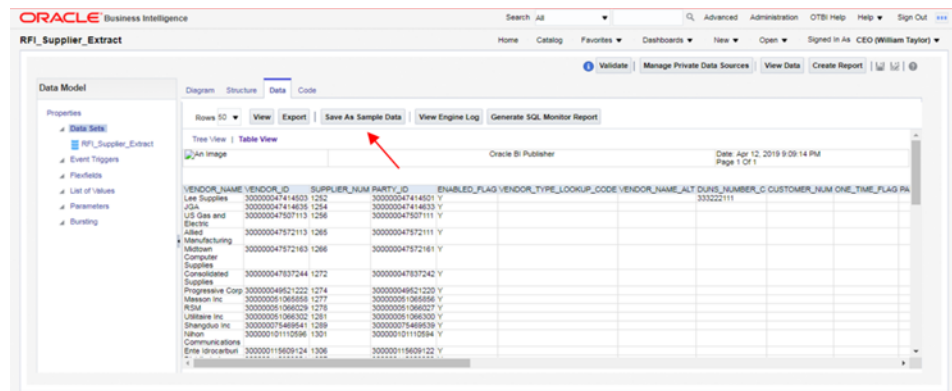 ORACLE Business Intelligence
Search All Advanced Administration OTBI Help Help Sign Out
RFI_Supplier_Extract
Home Catalog Favorites Dashboards New Open Signed In As CEO (William Taylor)
Validate Manage Private Data Sources View Data Create Report
Data Model
Diagram Structure Data Code
Properties
Data Sets
RFI_Supplier_Extract
Event Triggers
Flexfields
List of Values
Parameters
Bursting
Rows 50 View Export Save As Sample Data View Engine Log Generate SQL Monitor Report
Tree View | Table View
An image Oracle BI Publisher Date: Apr 12, 2019 9:09:14 PM
Page 1 Of 1
VENDOR_NAME VENDOR_ID SUPPLIER_NUM PARTY_ID ENABLED_FLAG VENDOR_TYPE_LOOKUP_CODE VENDOR_NAME_ALT DUNS_NUMBER_C CUSTOMER_NUM ONE_TIME_FLAG PA
Lee Supplies 300000047414503 1252 300000047414501 Y 333222111
JGA 300000047414635 1254 300000047414633 Y
US Gas and Electric 300000047507113 1256 300000047507111 Y
Allied Manufacturing 300000047572113 1265 300000047572111 Y
Midtown Computer Supplies 300000047572163 1266 300000047572161 Y
Consolidated Supplies 300000047837244 1272 300000047837242 Y
Progressive Corp 300000049521222 1274 300000049521220 Y
Masson Inc 300000051065858 1277 300000051065856 Y
RSM 300000051066029 1278 300000051066027 Y
Utilitaire Inc 300000051066302 1281 300000051066300 Y
Shangduo Inc 300000075469541 1289 300000075469539 Y
Nihon Communications 300000101110596 1301 300000101110594 Y
Ente Idrocarburi 300000115609124 1306 300000115609122 Y